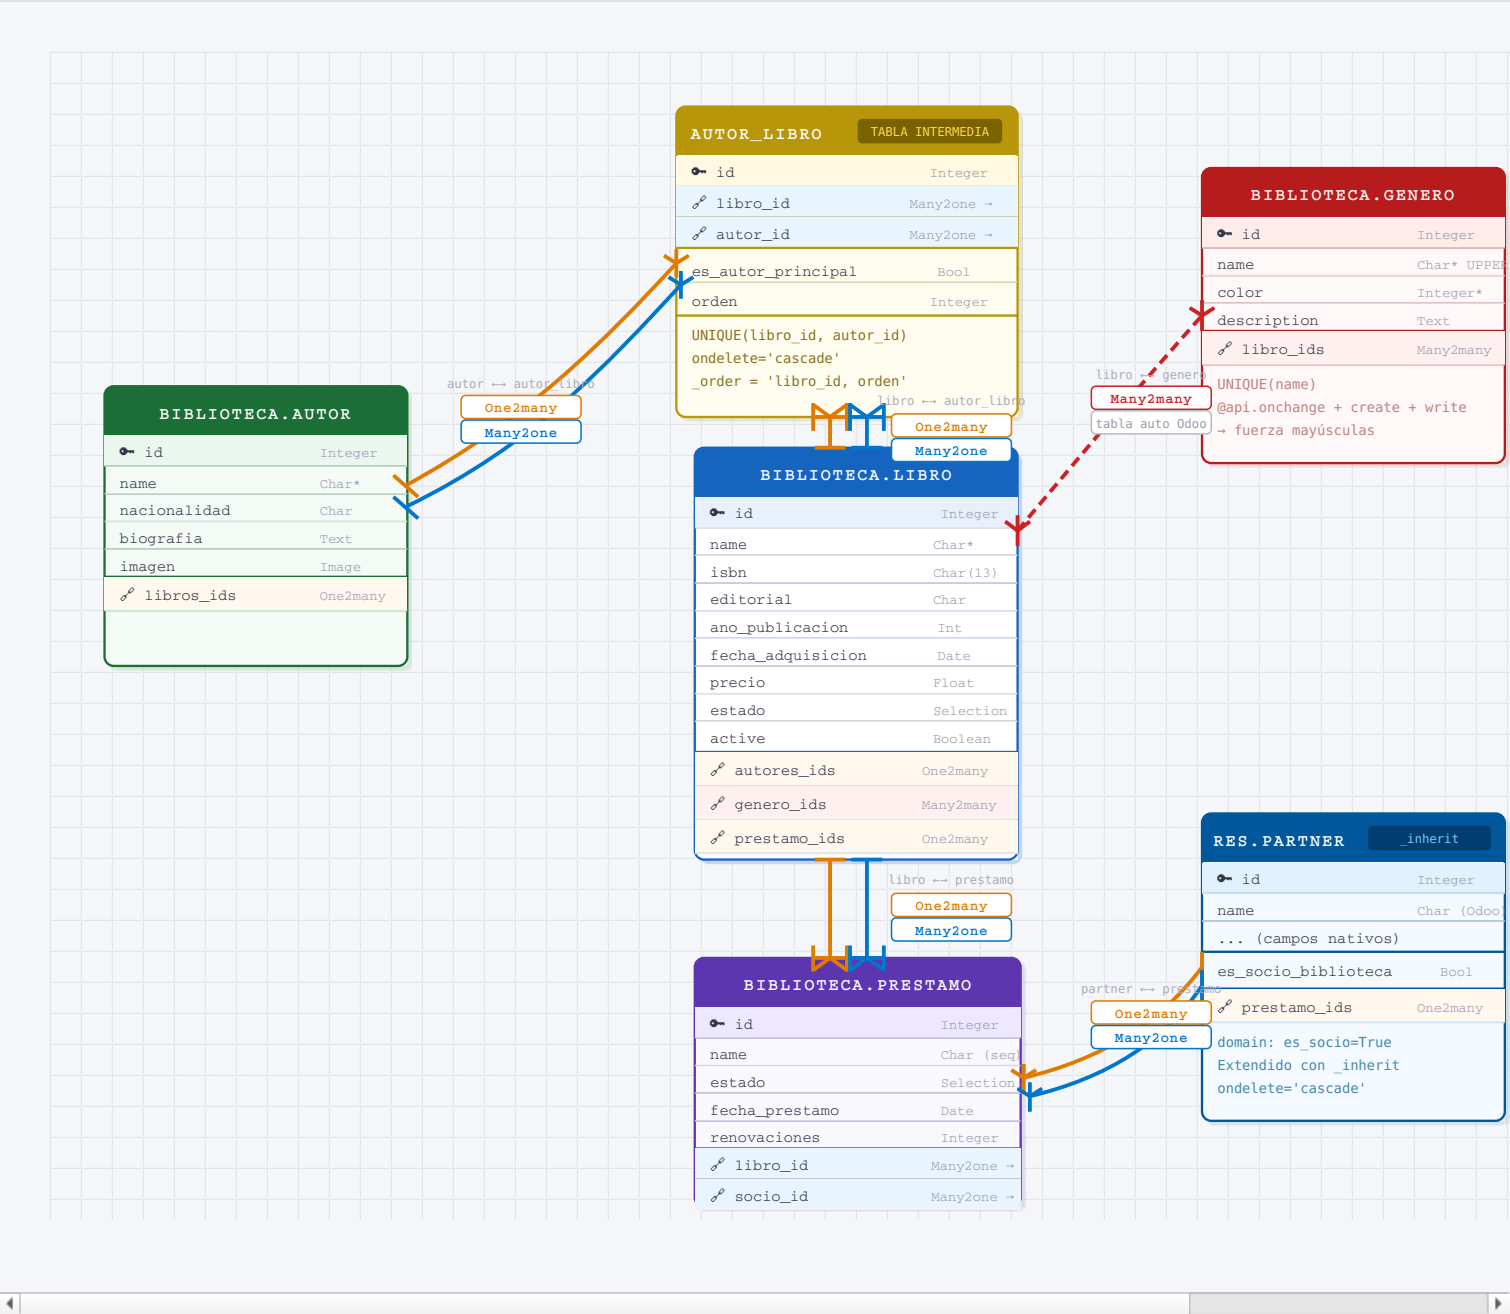 AUTOR_LIBRO TABLA INTERMEDIA
id Integer
libro_id Many2one →
autor_id Many2one →
es_autor_principal Bool
orden Integer
UNIQUE(libro_id, autor_id)
ondelete='cascade'
_order = 'libro_id, orden'
BIBLIOTECA.GENERO
id Integer
name Char* UPPER
color Integer*
description Text
libro_ids Many2many
UNIQUE(name)
@api.onchange + create + write
→ fuerza mayúsculas
libro ←→ genero
Many2many
tabla auto Odoo
autor ←→ autor_libro
One2many
Many2one
libro ←→ autor_libro
One2many
Many2one
BIBLIOTECA.AUTOR
id Integer
name Char*
nacionalidad Char
biografia Text
imagen Image
libros_ids One2many
BIBLIOTECA.LIBRO
id Integer
name Char*
isbn Char(13)
editorial Char
ano_publicacion Int
fecha_adquisicion Date
precio Float
estado Selection
active Boolean
autores_ids One2many
genero_ids Many2many
prestamo_ids One2many
libro ←→ prestamo
One2many
Many2one
RES.PARTNER _inherit
id Integer
name Char (Odoo)
... (campos nativos)
es_socio_biblioteca Bool
prestamo_ids One2many
domain: es_socio=True
Extendido con _inherit
ondelete='cascade'
partner ←→ prestamo
One2many
Many2one
BIBLIOTECA.PRESTAMO
id Integer
name Char (seq)
estado Selection
fecha_prestamo Date
renovaciones Integer
libro_id Many2one →
socio_id Many2one →